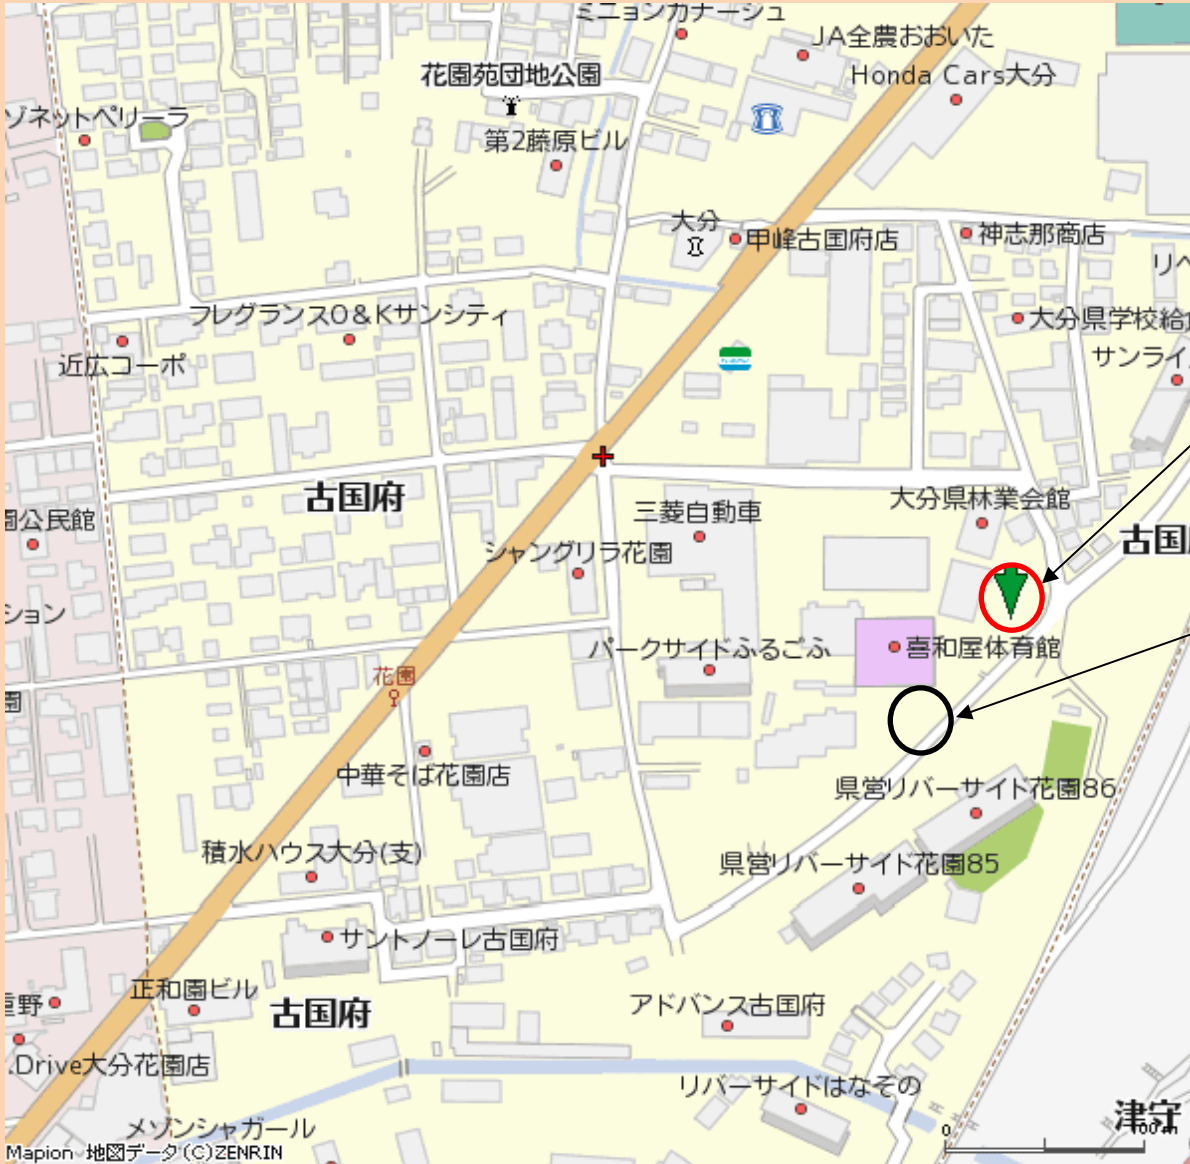 ミニョンガナーシュ
JA全農おおいた
花園苑団地公園
Honda Cars大分
ゾネットペリーラ
第2藤原ビル
大分
甲峰古国府店
神志那商店
リベ
フレグランスO&Kサンシティ
大分県学校給
近広コーポ
サンライ
古国府
三菱自動車
大分県林業会館
公民館
シャングリラ花園
古国
ション
パークサイドふるごふ
喜和屋体育館
花園
園
中華そば花園店
県営リバーサイド花園86
積水ハウス大分(支)
県営リバーサイド花園85
サントノーレ古国府
正和園ビル
重野
古国府
アドバンス古国府
.Drive大分花園店
リバーサイドはなぞの
メゾンシャガール
津守
0 100m
Mapion 地図データ(C)ZENRIN